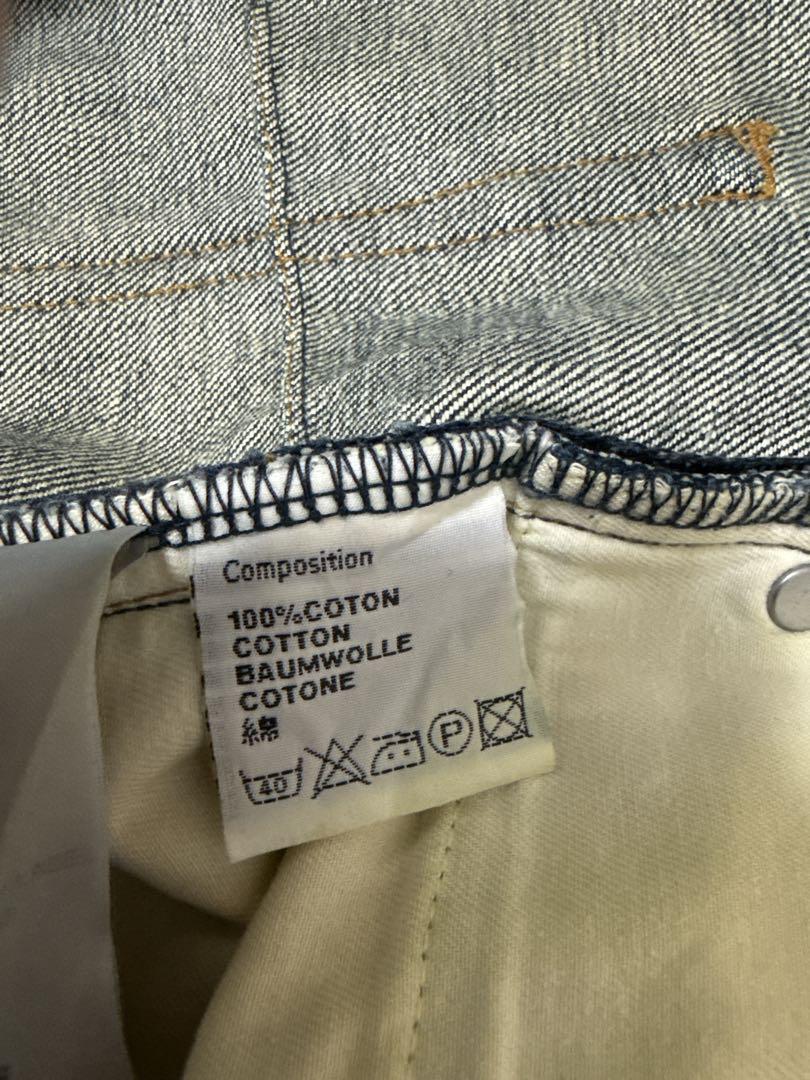 Composition
100%COTON
COTTON
BAUMWOLLE
COTONE
綿
40 P